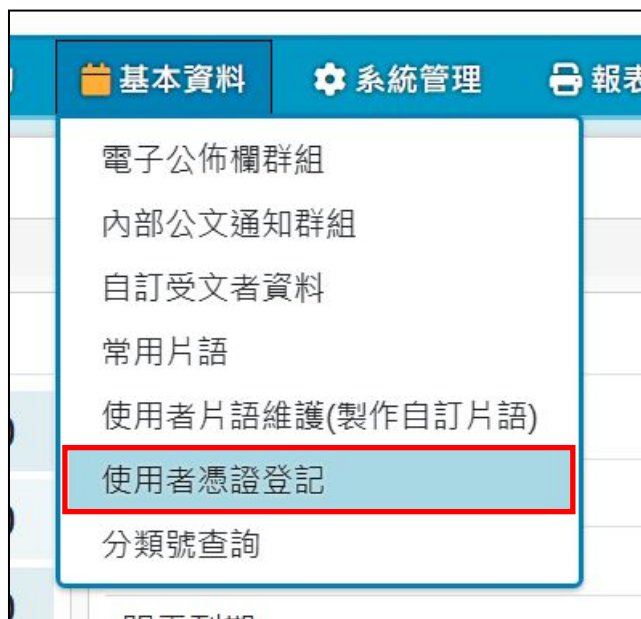 基本資料 系統管理 報表
電子公佈欄群組
內部公文通知群組
自訂受文者資料
常用片語
使用者片語維護(製作自訂片語)
使用者憑證登記
分類號查詢